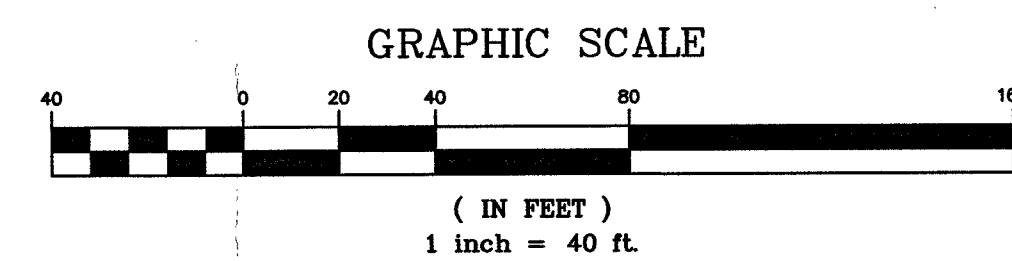 GRAPHIC SCALE
40 0 20 40 80
( IN FEET )
1 inch = 40 ft.